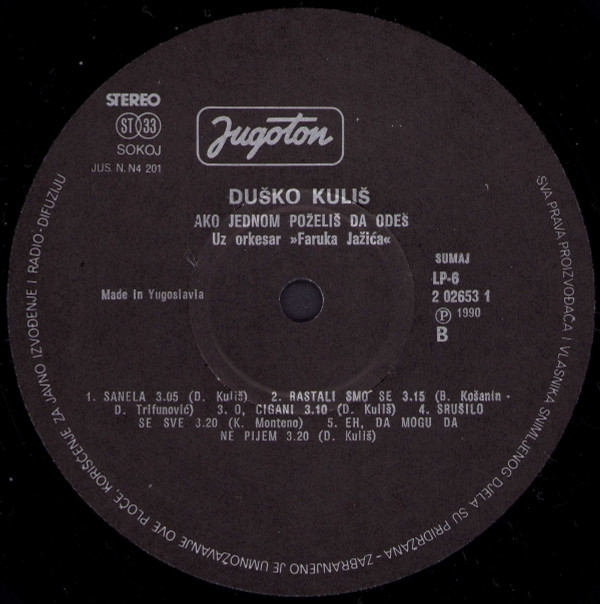 STEREO
ST 33
SOKOJ
JUS. N. N4 201
Jugoton
DUŠKO KULIŠ
AKO JEDNOM POŽELIŠ DA ODEŠ
Uz orkesar »Faruka Jažića«
SUMAJ
LP-6
2 02653 1
Ⓟ 1990
B
Made in Yugoslavia
1. SANELA 3.05 (D. Kuliš) 2. RASTALI SMO SE 3.15 (B. Košanin -
D. Trifunović) 3. O, CIGANI 3.10 (D. Kuliš) 4. SRUŠILO
SE SVE 3.20 (K. Monteno) 5. EH, DA MOGU DA
NE PIJEM 3.20 (D. Kuliš)
SVA PRAVA PROIZVOĐAČA I VLASNIKA SNIMLJENOG DJELA SU PRIDRŽANA - ZABRANJENO JE UMNOŽAVANJE OVE PLOČE, KORIŠĆENJE ZA JAVNO IZVOĐENJE I RADIO-DIFUZIJU